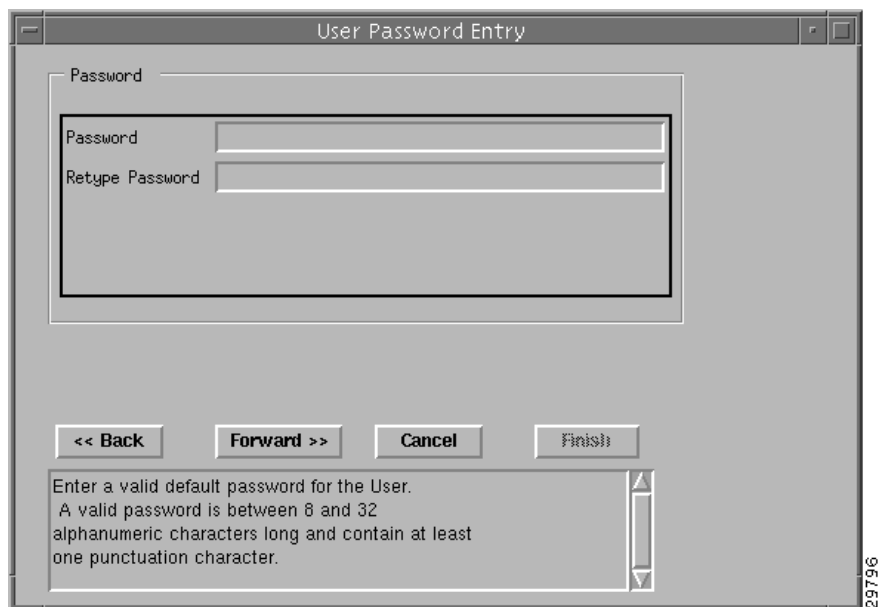 User Password Entry
Password
Password
Retype Password
<< Back Forward >> Cancel Finish
Enter a valid default password for the User.
A valid password is between 8 and 32
alphanumeric characters long and contain at least
one punctuation character.
29796